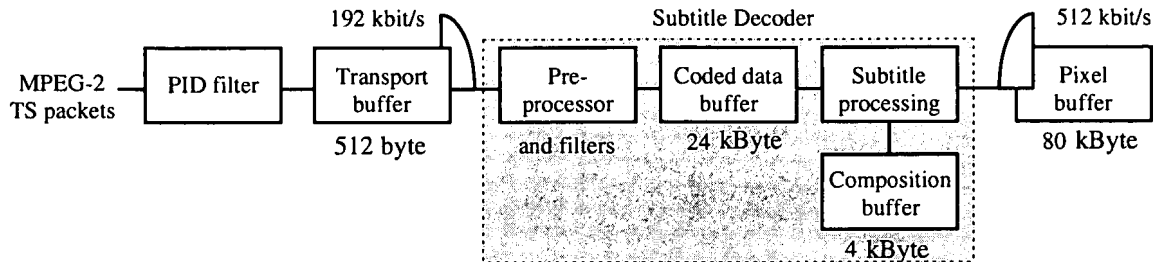 192 kbit/s
Subtitle Decoder
512 kbit/s
MPEG-2
TS packets
PID filter
Transport
buffer
512 byte
Pre-
processor
and filters
Coded data
buffer
24 kByte
Subtitle
processing
Composition
buffer
4 kByte
Pixel
buffer
80 kByte